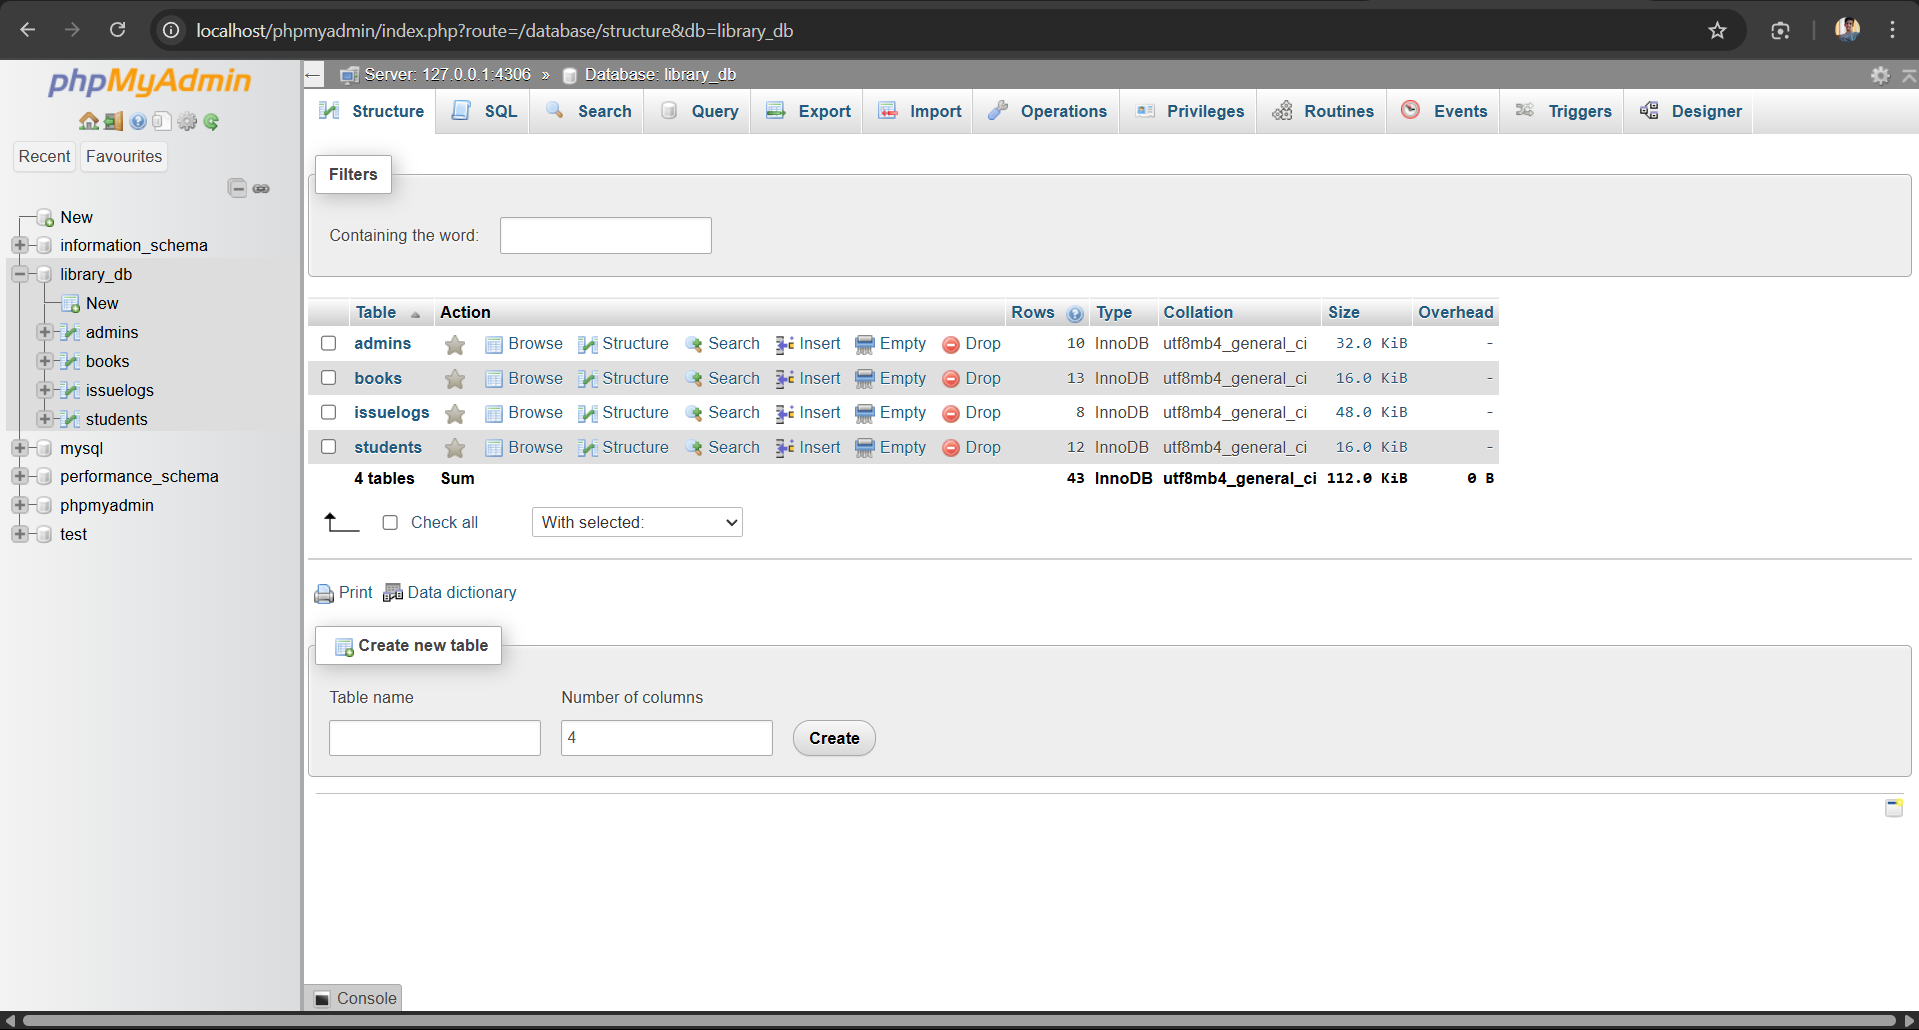 localhost/phpmyadmin/index.php?route=/database/structure&db=library_db
phpMyAdmin
Recent Favourites
New
information_schema
library_db
New
admins
books
issuelogs
students
mysql
performance_schema
phpmyadmin
test
Server: 127.0.0.1:4306 » Database: library_db
Structure SQL Search Query Export Import Operations Privileges Routines Events Triggers Designer
Filters
Containing the word:
Table Action Rows Type Collation Size Overhead
admins Browse Structure Search Insert Empty Drop 10 InnoDB utf8mb4_general_ci 32.0 KiB -
books Browse Structure Search Insert Empty Drop 13 InnoDB utf8mb4_general_ci 16.0 KiB -
issuelogs Browse Structure Search Insert Empty Drop 8 InnoDB utf8mb4_general_ci 48.0 KiB -
students Browse Structure Search Insert Empty Drop 12 InnoDB utf8mb4_general_ci 16.0 KiB -
4 tables Sum 43 InnoDB utf8mb4_general_ci 112.0 KiB 0 B
Check all With selected:
Print Data dictionary
Create new table
Table name Number of columns
4 Create
Console